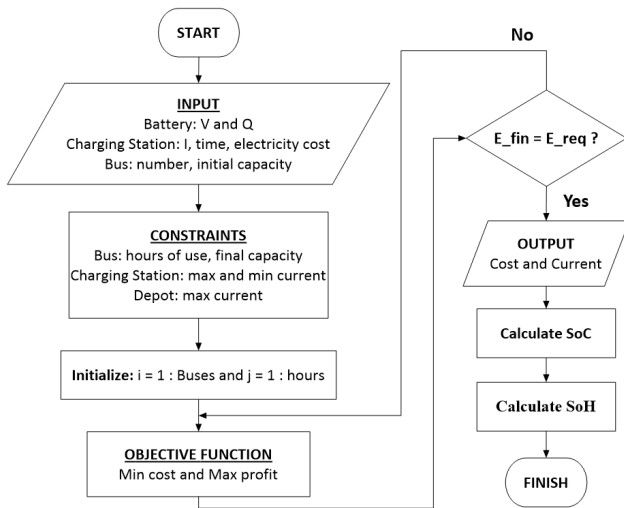 START
INPUT
Battery: V and Q
Charging Station: I, time, electricity cost
Bus: number, initial capacity
CONSTRAINTS
Bus: hours of use, final capacity
Charging Station: max and min current
Depot: max current
Initialize: i = 1 : Buses and j = 1 : hours
OBJECTIVE FUNCTION
Min cost and Max profit
No
E_fin = E_req ?
Yes
OUTPUT
Cost and Current
Calculate SoC
Calculate SoH
FINISH